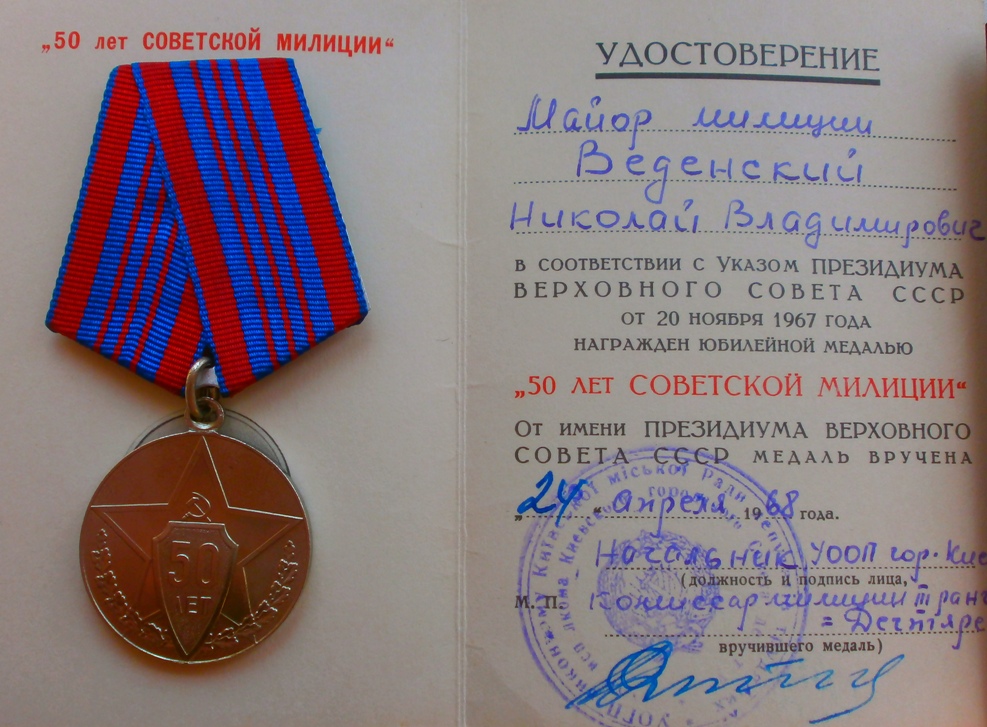 „50 лет СОВЕТСКОЙ МИЛИЦИИ“
50
ЛЕТ
УДОСТОВЕРЕНИЕ
Майор милиции
Веденский
Николай Владимирович
В СООТВЕТСТВИИ С УКАЗОМ ПРЕЗИДИУМА
ВЕРХОВНОГО СОВЕТА СССР
ОТ 20 НОЯБРЯ 1967 ГОДА
НАГРАЖДЕН ЮБИЛЕЙНОЙ МЕДАЛЬЮ
„50 ЛЕТ СОВЕТСКОЙ МИЛИЦИИ“
ОТ ИМЕНИ ПРЕЗИДИУМА ВЕРХОВНОГО
СОВЕТА СССР МЕДАЛЬ ВРУЧЕНА
„24“ апреля 1968 года.
Начальник УООП гор.
(должность и подпись лица,
М. П. Комиссар милиции
вручившего медаль)